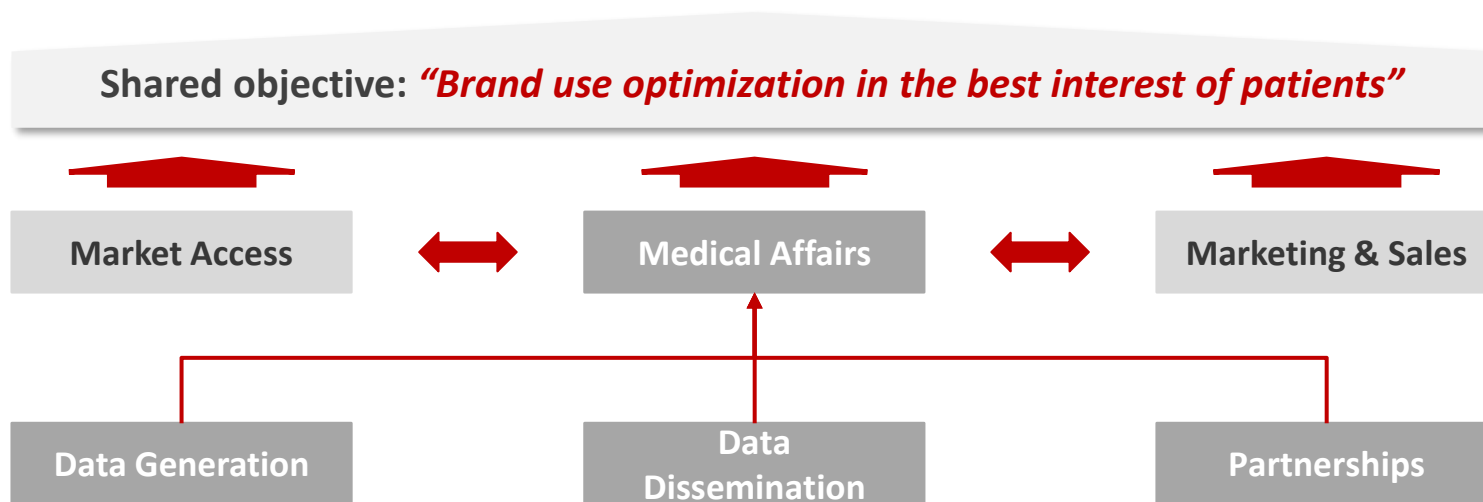 Shared objective: “Brand use optimization in the best interest of patients”
Market Access
Medical Affairs
Marketing & Sales
Data Generation
Data
Dissemination
Partnerships